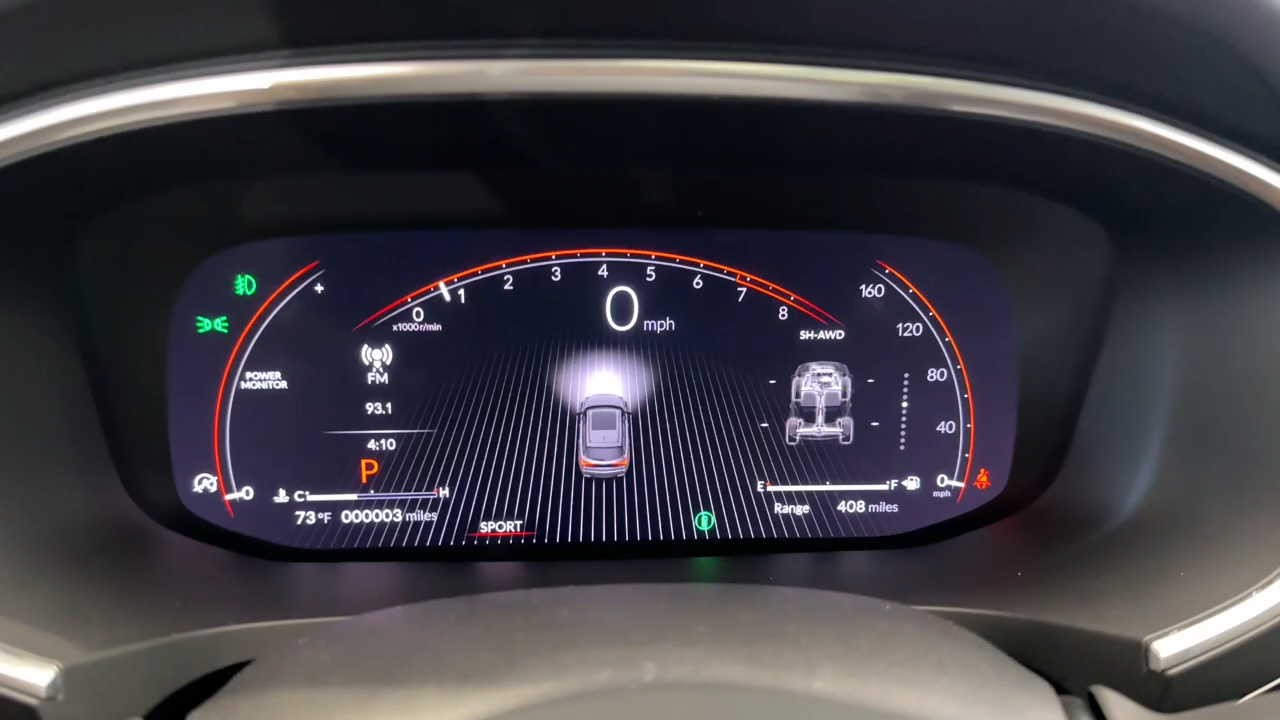 0 1 2 3 4 5 6 7 8
x1000r/min
0 mph
SH-AWD
POWER
MONITOR
+
0
FM
93.1
4:10
P
C H
73°F 000003 miles
SPORT
160
120
80
40
0
mph
E F
Range 408 miles
A